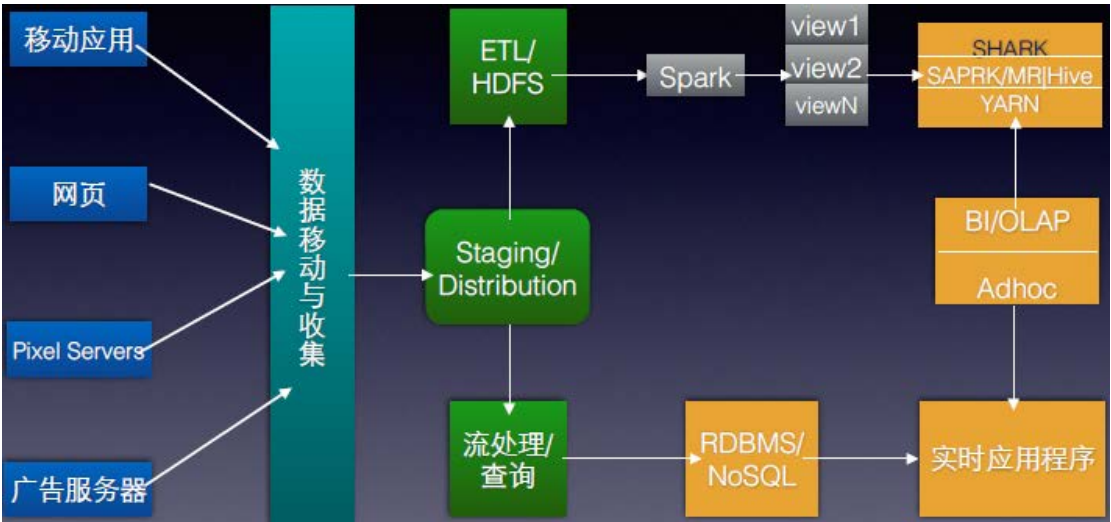 移动应用
网页
Pixel Servers
广告服务器
数据移动与收集
ETL/
HDFS
Staging/
Distribution
流处理/
查询
Spark
view1
view2
viewN
RDBMS/
NoSQL
SHARK
SAPRK/MR|Hive
YARN
BI/OLAP
Adhoc
实时应用程序